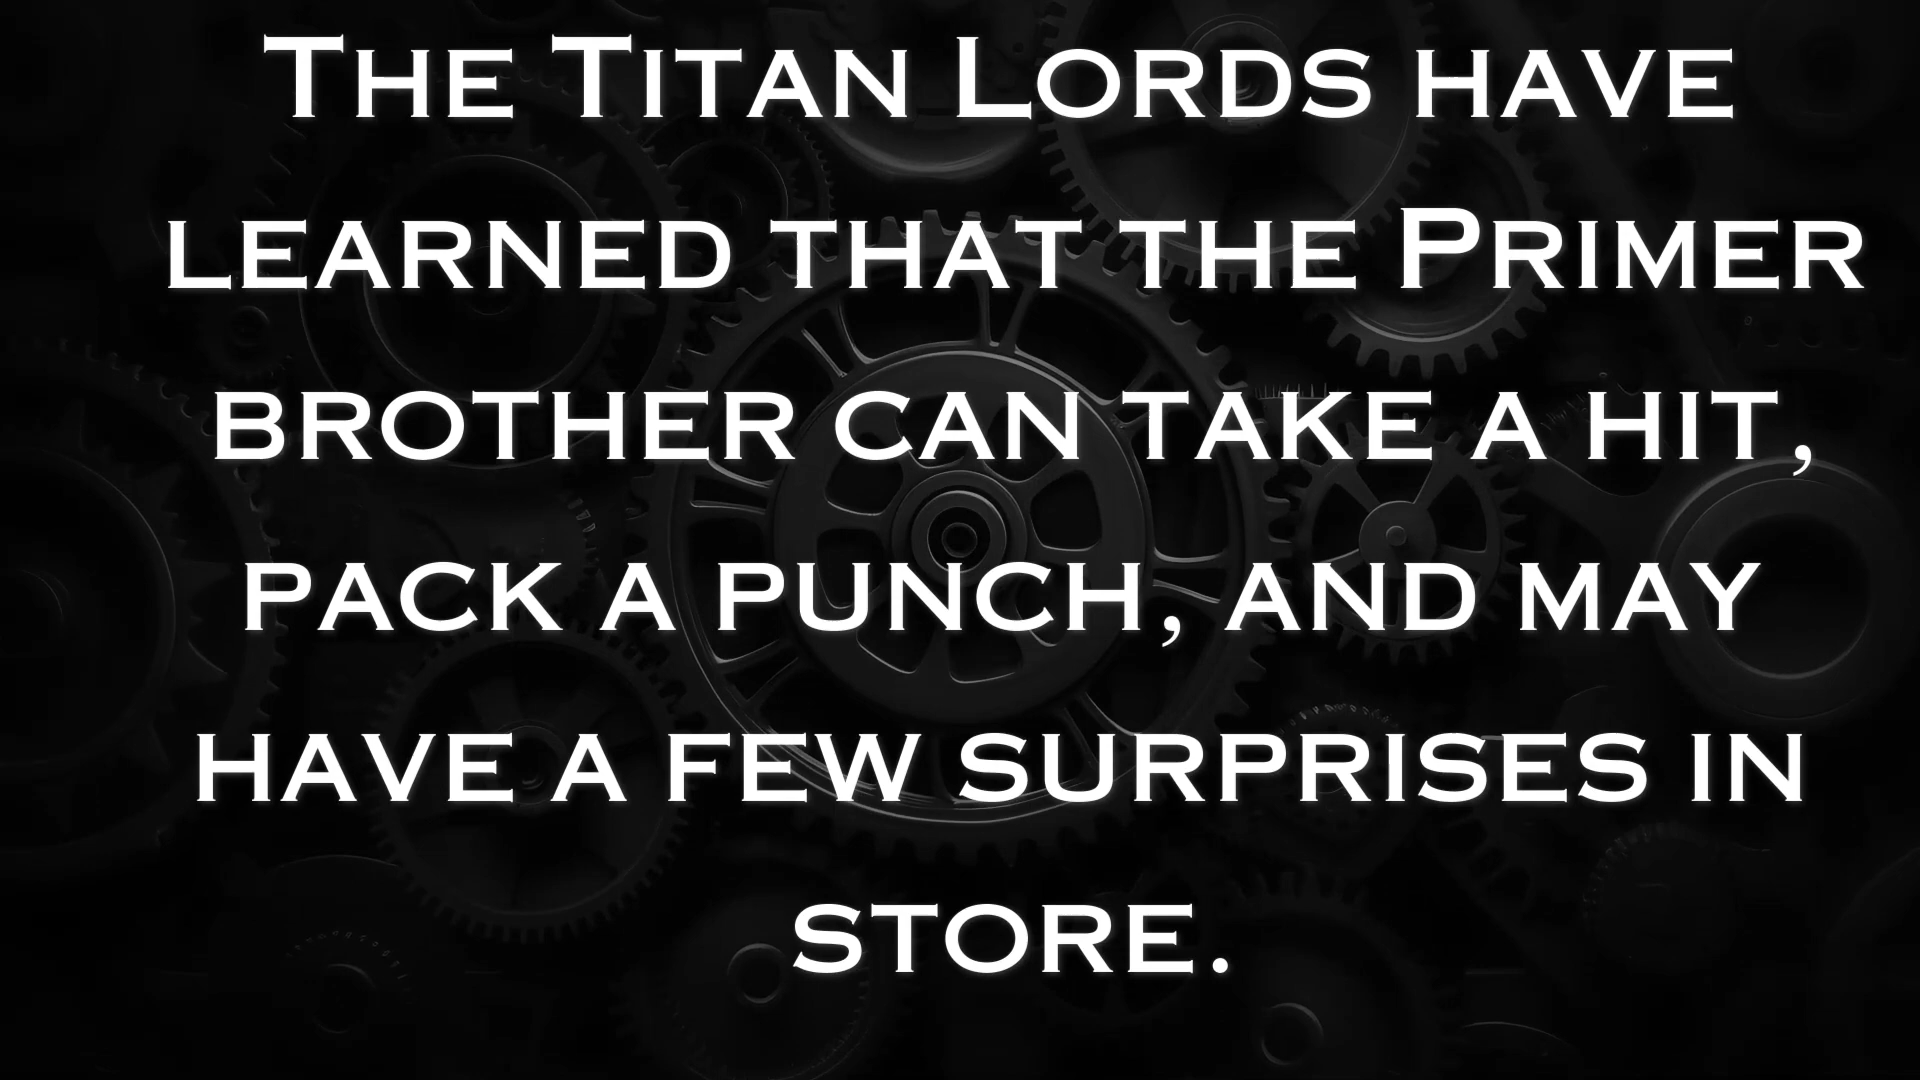 The Titan Lords have
learned that the Primer
brother can take a hit,
pack a punch, and may
have a few surprises in
store.